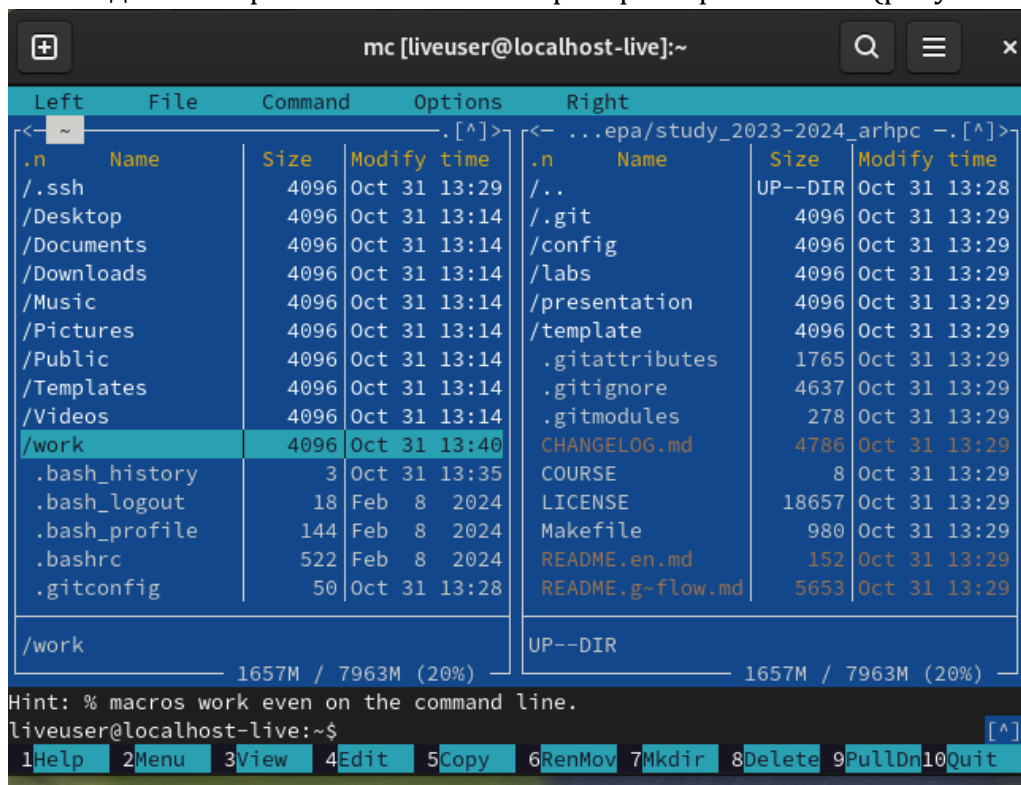 mc [liveuser@localhost-live]:~
Left File Command Options Right
<— ~ .[^]> <— ...epa/study_2023-2024_arhpc —.[^]>
.n Name Size Modify time .n Name Size Modify time
/.ssh 4096 Oct 31 13:29 /.. UP--DIR Oct 31 13:28
/Desktop 4096 Oct 31 13:14 /.git 4096 Oct 31 13:29
/Documents 4096 Oct 31 13:14 /config 4096 Oct 31 13:29
/Downloads 4096 Oct 31 13:14 /labs 4096 Oct 31 13:29
/Music 4096 Oct 31 13:14 /presentation 4096 Oct 31 13:29
/Pictures 4096 Oct 31 13:14 /template 4096 Oct 31 13:29
/Public 4096 Oct 31 13:14 .gitattributes 1765 Oct 31 13:29
/Templates 4096 Oct 31 13:14 .gitignore 4637 Oct 31 13:29
/Videos 4096 Oct 31 13:14 .gitmodules 278 Oct 31 13:29
/work 4096 Oct 31 13:40 CHANGELOG.md 4786 Oct 31 13:29
.bash_history 3 Oct 31 13:35 COURSE 8 Oct 31 13:29
.bash_logout 18 Feb 8 2024 LICENSE 18657 Oct 31 13:29
.bash_profile 144 Feb 8 2024 Makefile 980 Oct 31 13:29
.bashrc 522 Feb 8 2024 README.en.md 152 Oct 31 13:29
.gitconfig 50 Oct 31 13:28 README.g~flow.md 5653 Oct 31 13:29
/work UP--DIR
1657M / 7963M (20%) 1657M / 7963M (20%)
Hint: % macros work even on the command line.
liveuser@localhost-live:~$ [^]
1Help 2Menu 3View 4Edit 5Copy 6RenMov 7Mkdir 8Delete 9PullDn 10Quit